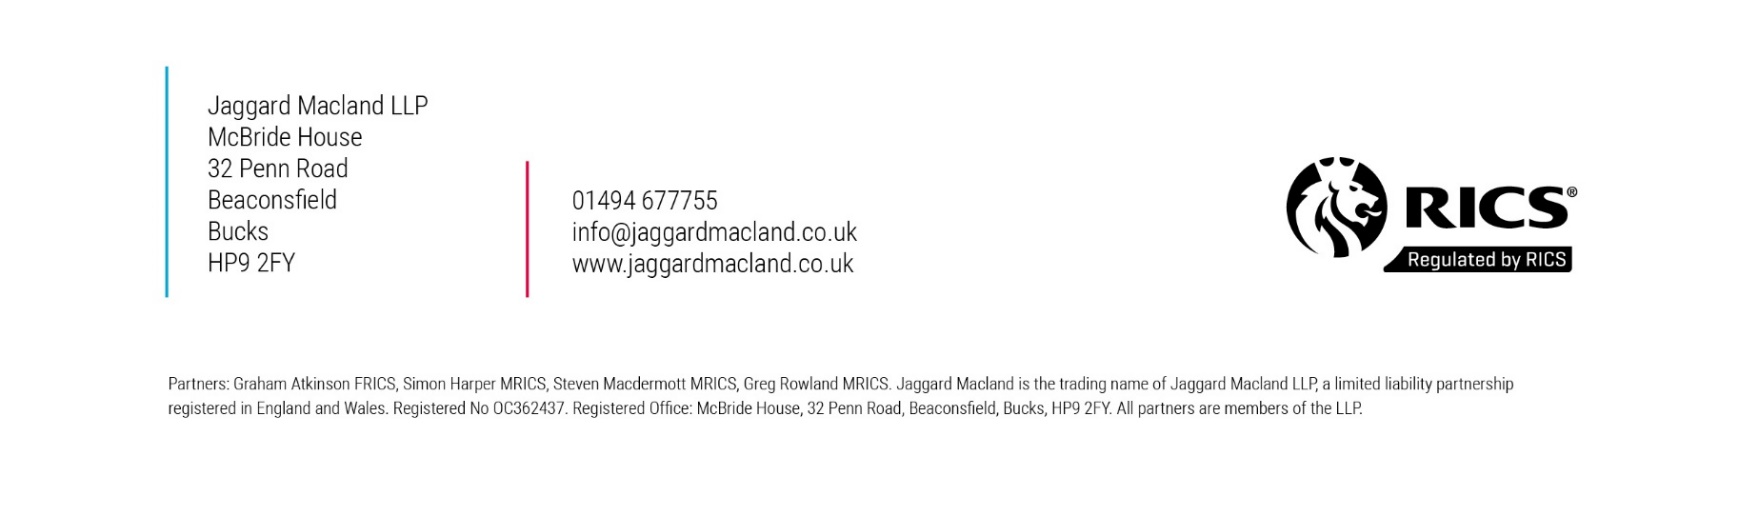 Jaggard Macland LLP
McBride House
32 Penn Road
Beaconsfield
Bucks
HP9 2FY
01494 677755
info@jaggardmacland.co.uk
www.jaggardmacland.co.uk
RICS®
Regulated by RICS
Partners: Graham Atkinson FRICS, Simon Harper MRICS, Steven Macdermott MRICS, Greg Rowland MRICS. Jaggard Macland is the trading name of Jaggard Macland LLP, a limited liability partnership
registered in England and Wales. Registered No OC362437. Registered Office: McBride House, 32 Penn Road, Beaconsfield, Bucks, HP9 2FY. All partners are members of the LLP.